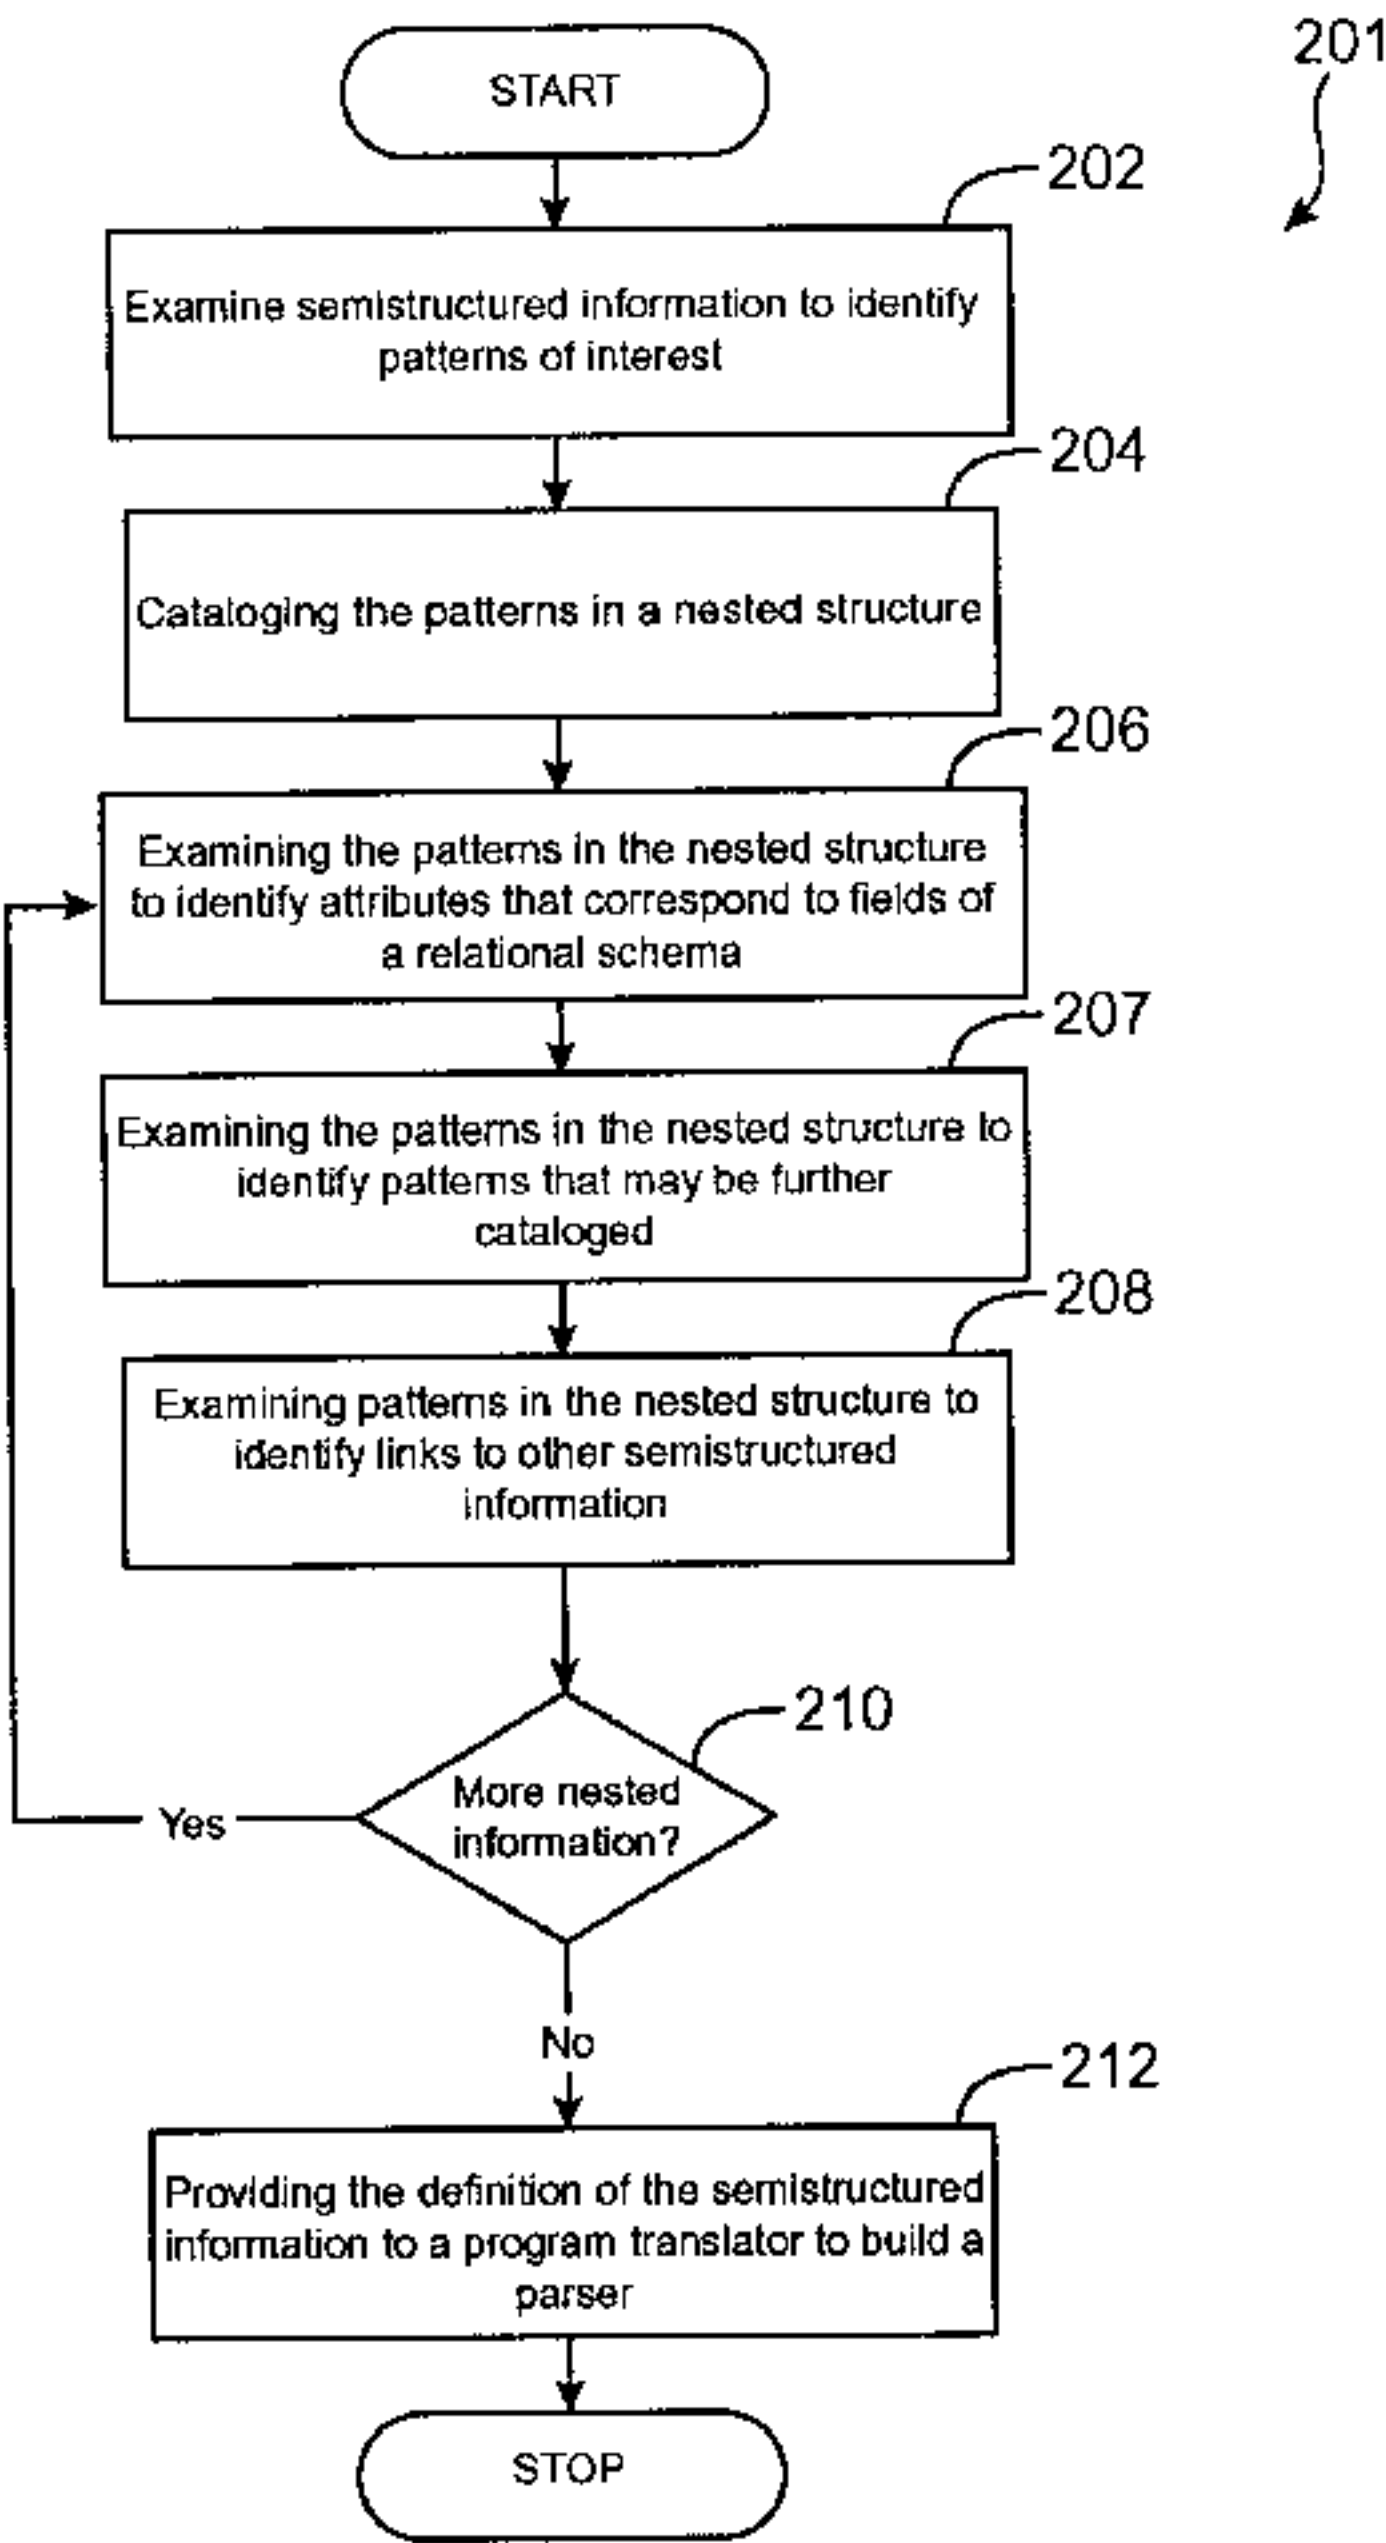 START
201
202
Examine semistructured information to identify
patterns of interest
204
Cataloging the patterns in a nested structure
206
Examining the patterns in the nested structure
to identify attributes that correspond to fields of
a relational schema
207
Examining the patterns in the nested structure to
identify patterns that may be further
cataloged
208
Examining patterns in the nested structure to
identify links to other semistructured
information
210
More nested
information?
Yes
No
212
Providing the definition of the semistructured
information to a program translator to build a
parser
STOP